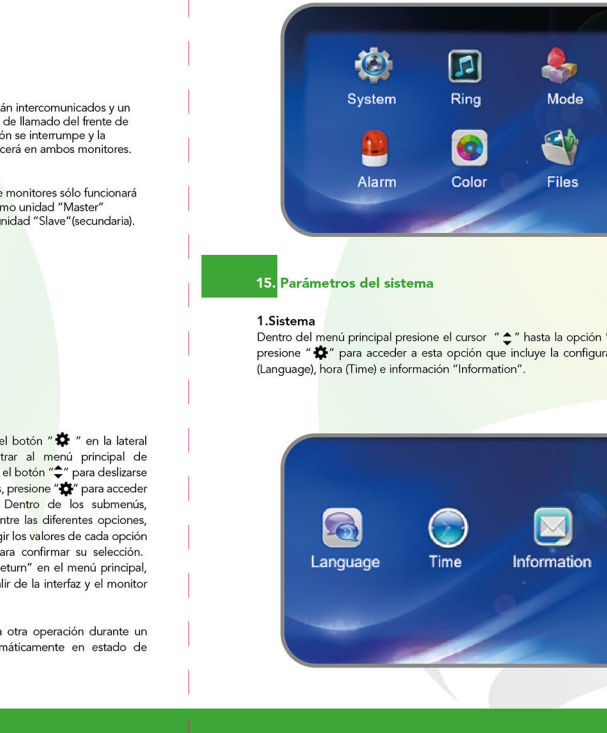 án intercomunicados y un
de llamado del frente de
ón se interrumpe y la
cerá en ambos monitores.
e monitores sólo funcionará
mo unidad “Master”
unidad “Slave”(secundaria).
el botón “ ” en la lateral
trar al menú principal de
el botón “ ” para deslizarse
s, presione “ ” para acceder
Dentro de los submenús,
ntre las diferentes opciones,
gir los valores de cada opción
ara confirmar su selección.
eturn” en el menú principal,
lir de la interfaz y el monitor
a otra operación durante un
máticamente en estado de
System Ring Mode
Alarm Color Files
15. Parámetros del sistema
1.Sistema
Dentro del menú principal presione el cursor “ ” hasta la opción “
presione “ ” para acceder a esta opción que incluye la configura
(Language), hora (Time) e información “Information”.
Language Time Information